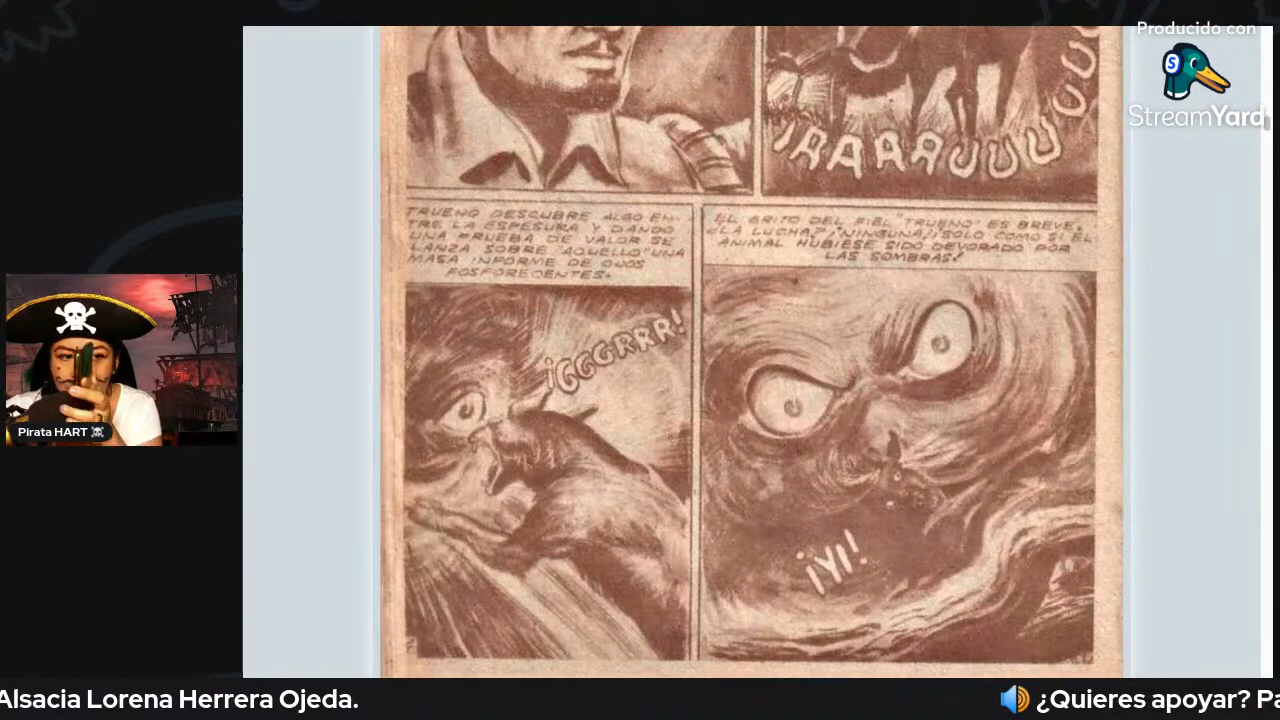 Producido con
StreamYard
¡RAARRUUUUUU
TRUENO DESCUBRE ALGO EN-
TRE LA ESPESURA Y DANDO
UNA PRUEBA DE VALOR SE
LANZA SOBRE "AQUELLO" UNA
MASA INFORME DE OJOS
FOSFORECENTES.
EL GRITO DEL FIEL "TRUENO" ES BREVE.
¿LA LUCHA? ¡NINGUNA, ¡SOLO COMO SI EL
ANIMAL HUBIESE SIDO DEVORADO POR
LAS SOMBRAS!
¡GGGRRR!
¡YI!
Pirata HART
Alsacia Lorena Herrera Ojeda.
¿Quieres apoyar? Pa